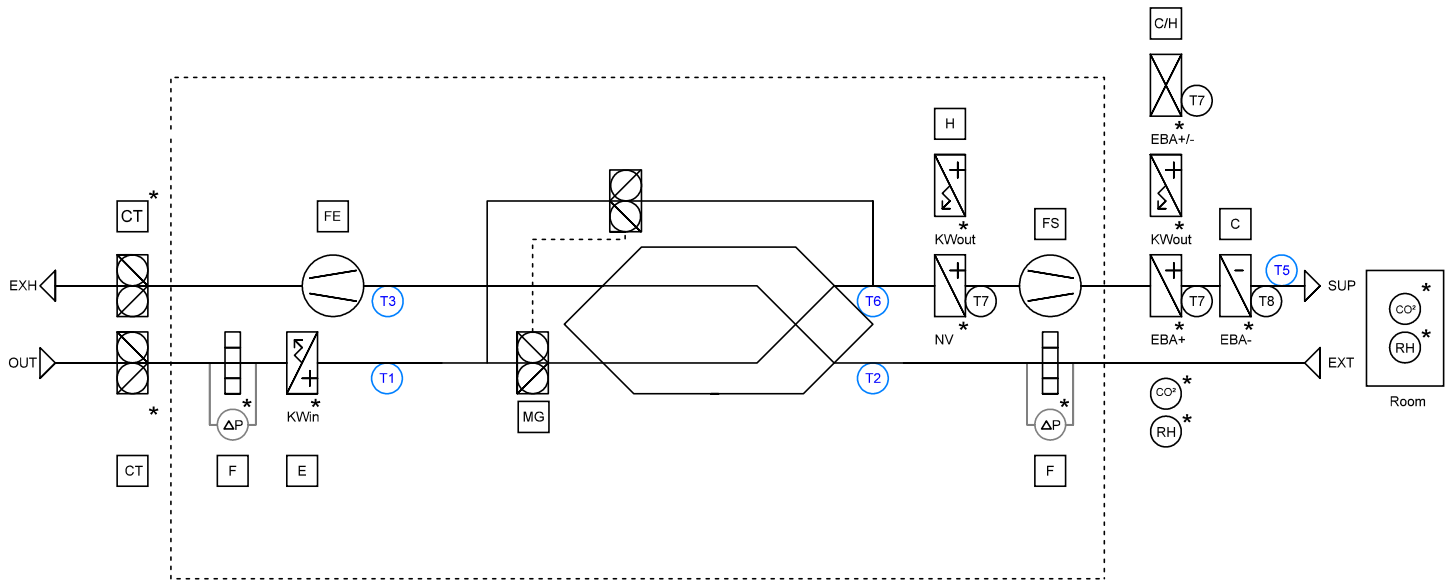 C/H
T7
*
EBA+/-
H
*
CT
FE
*
KWout
FS
*
KWout
C
EXH
T3
T6
T7
*
NV
T7
*
EBA+
T8
*
EBA-
T5
SUP
CO² *
RH *
Room
OUT
*
ΔP
*
*
KWin
T1
MG
T2
ΔP
*
EXT
CO² *
RH *
CT
F
E
F